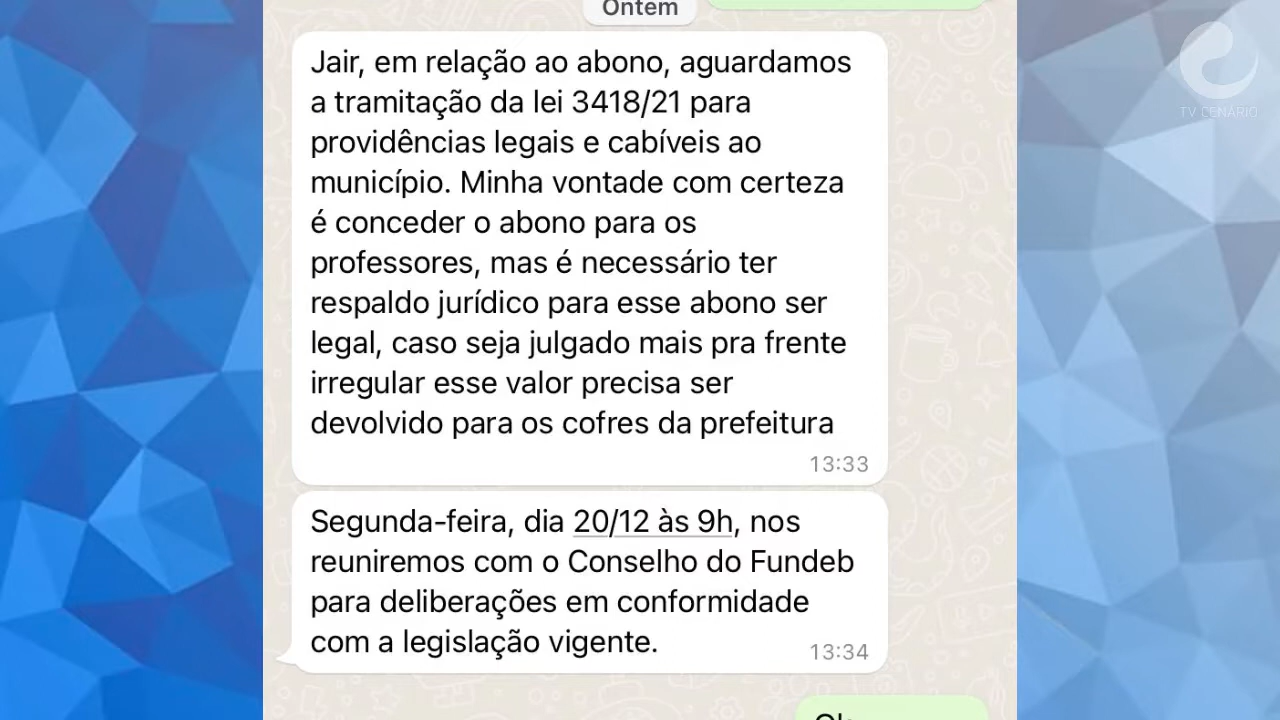 Ontem
TV CENÁRIO
Jair, em relação ao abono, aguardamos
a tramitação da lei 3418/21 para
providências legais e cabíveis ao
município. Minha vontade com certeza
é conceder o abono para os
professores, mas é necessário ter
respaldo jurídico para esse abono ser
legal, caso seja julgado mais pra frente
irregular esse valor precisa ser
devolvido para os cofres da prefeitura
13:33
Segunda-feira, dia 20/12 às 9h, nos
reuniremos com o Conselho do Fundeb
para deliberações em conformidade
com a legislação vigente.
13:34